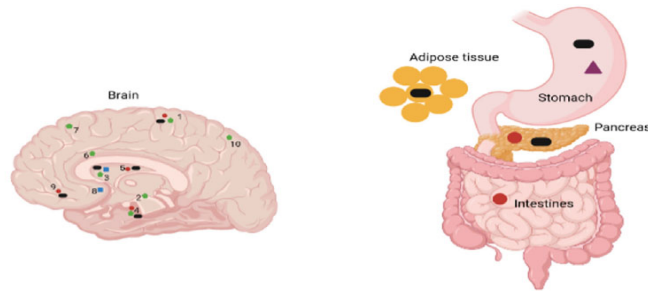 Brain
Adipose tissue
Stomach
Pancreas
Intestines
1
7
10
6
5
3
9
8
2
4